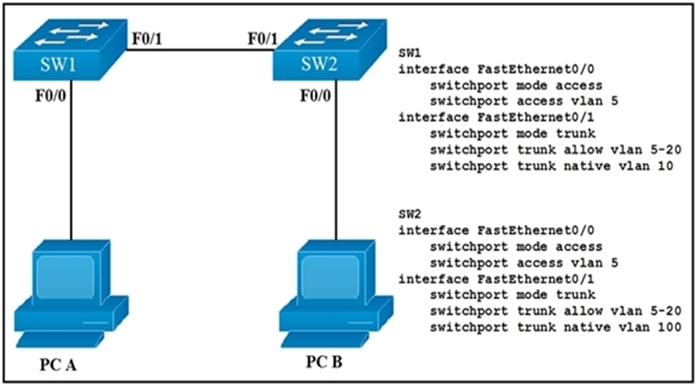 F0/1
F0/1
SW1
SW2
F0/0
F0/0
PC A
PC B
SW1
interface FastEthernet0/0
switchport mode access
switchport access vlan 5
interface FastEthernet0/1
switchport mode trunk
switchport trunk allow vlan 5-20
switchport trunk native vlan 10
SW2
interface FastEthernet0/0
switchport mode access
switchport access vlan 5
interface FastEthernet0/1
switchport mode trunk
switchport trunk allow vlan 5-20
switchport trunk native vlan 100